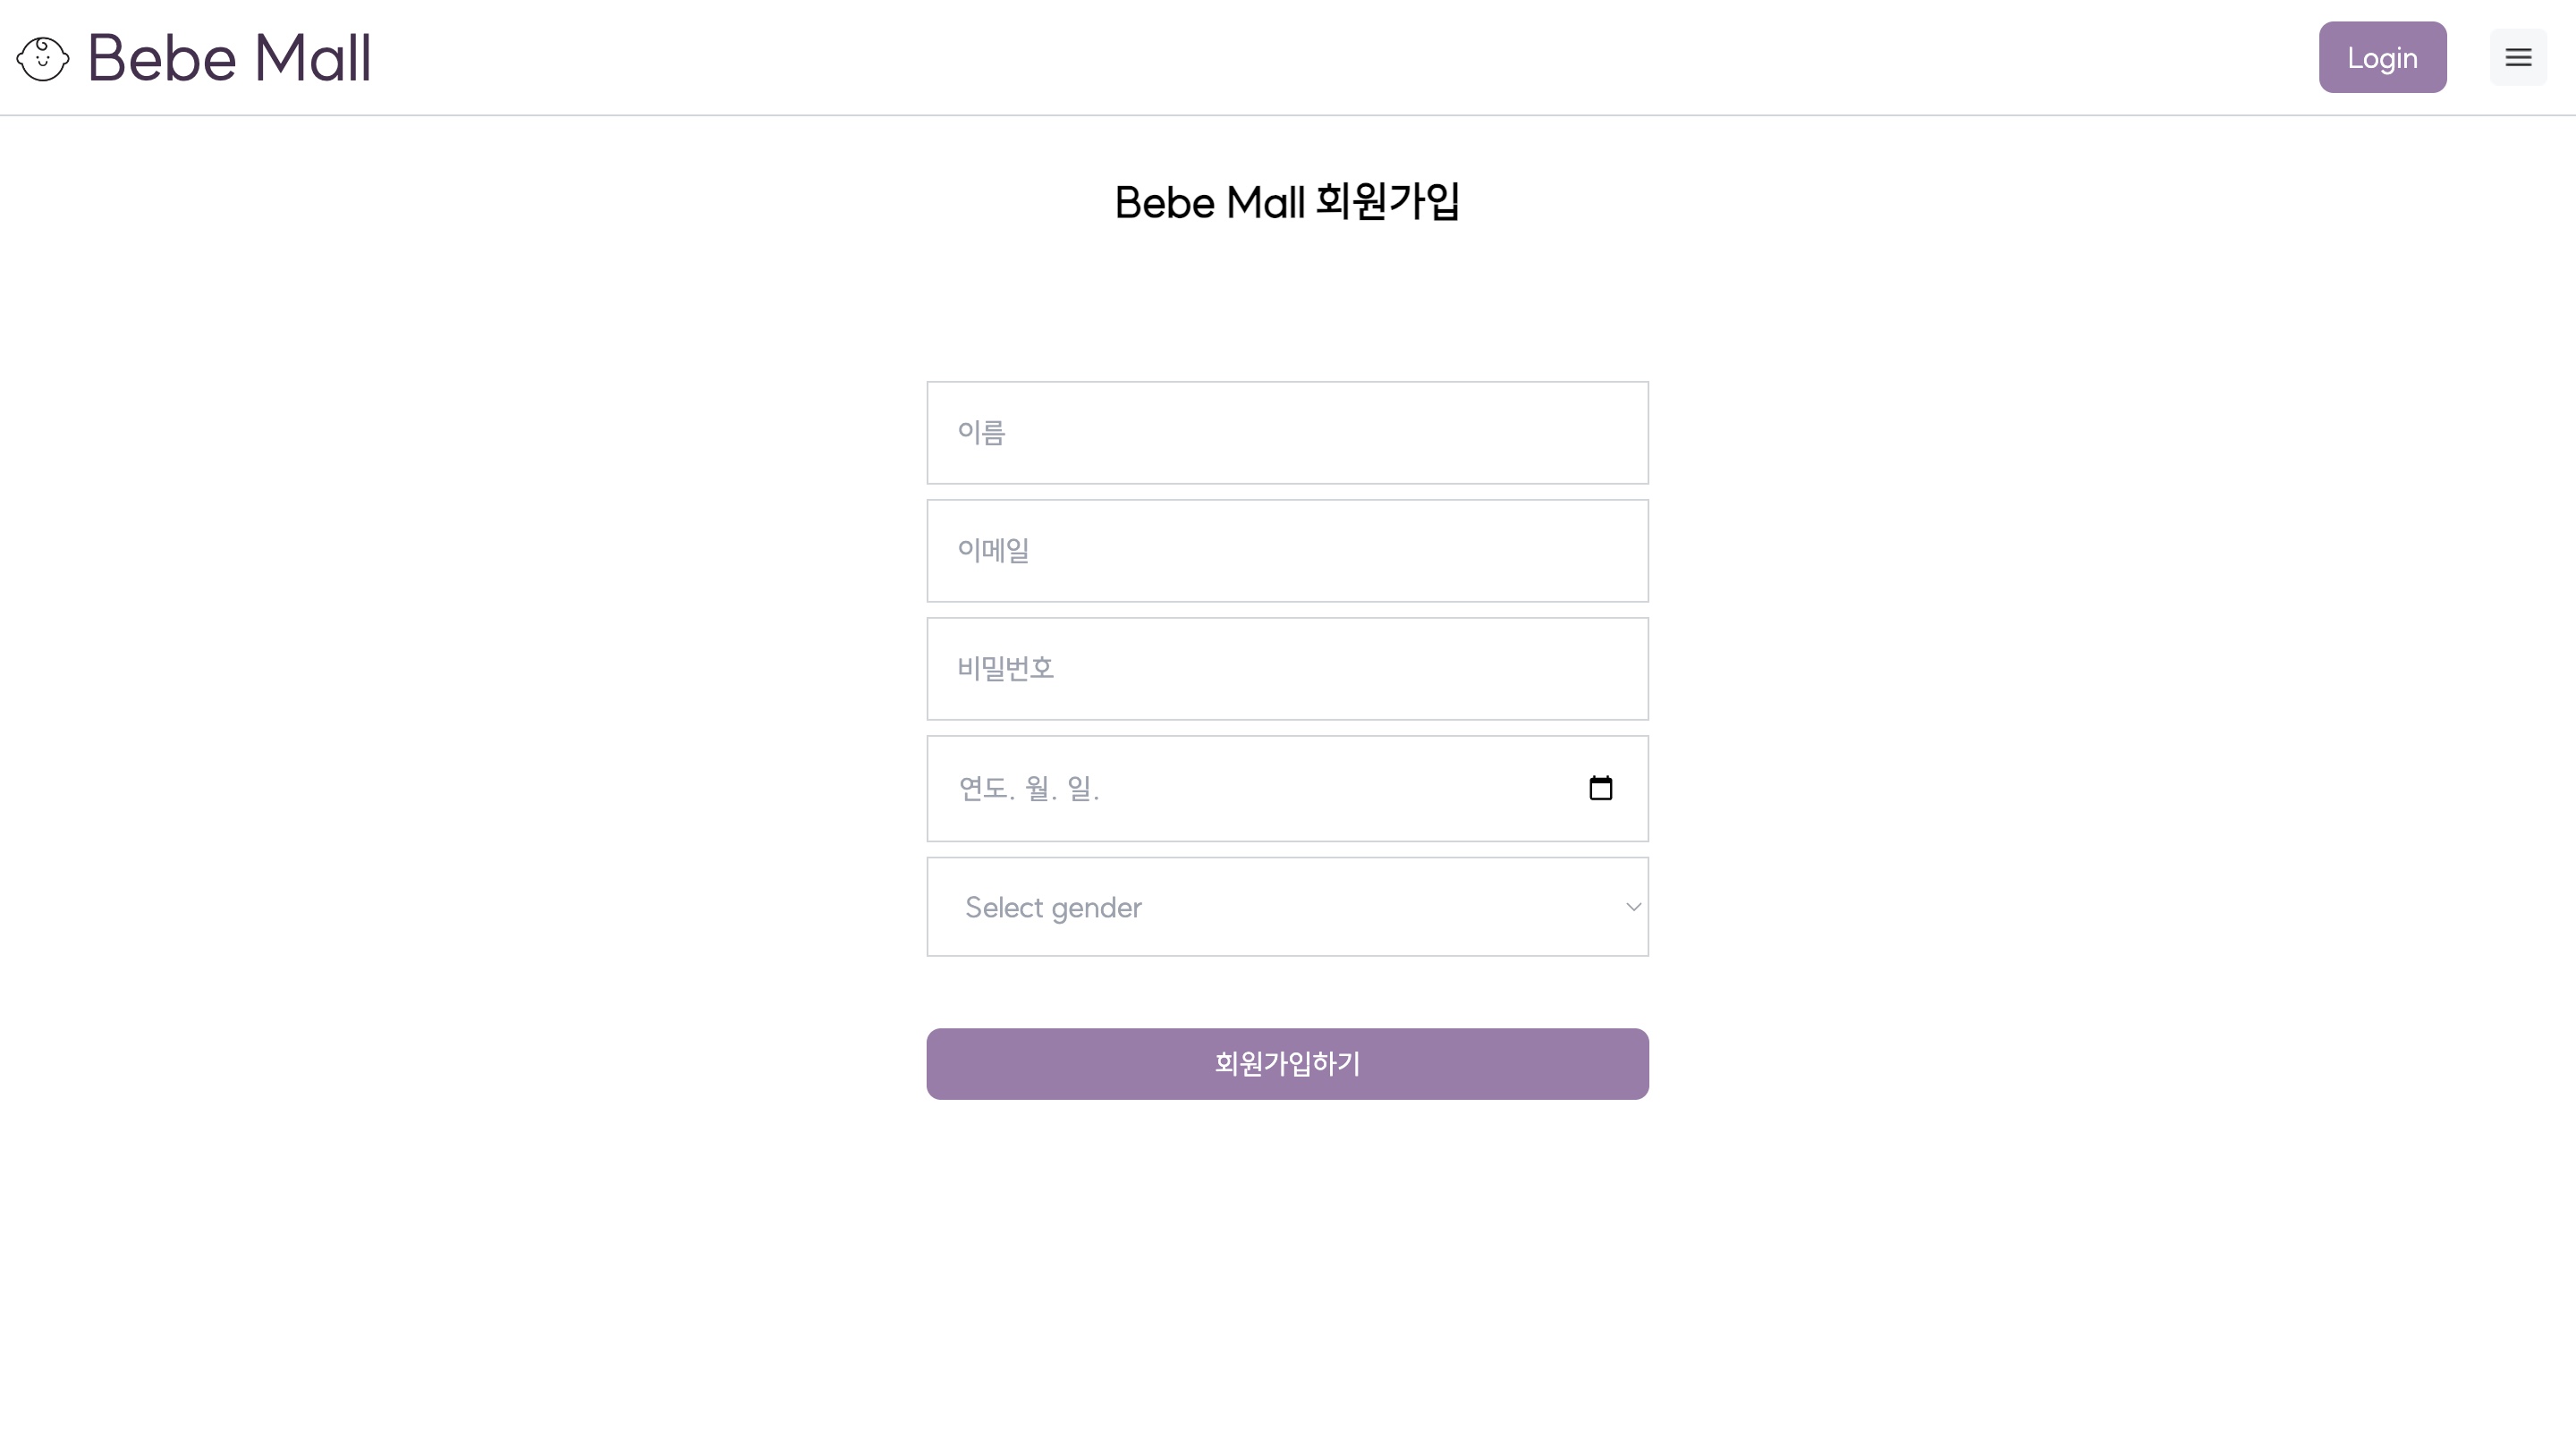 Bebe Mall
Login
Bebe Mall 회원가입
이름
이메일
비밀번호
연도. 월. 일.
Select gender
회원가입하기